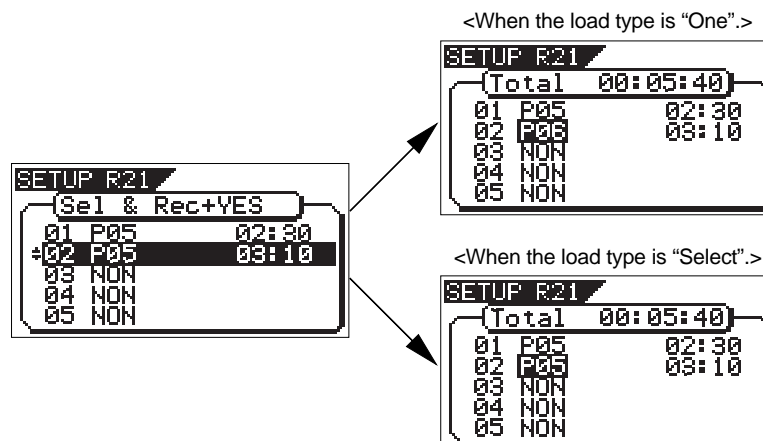 <When the load type is “One”.>
SETUP R21
Total 00:05:40
01 P05 02:30
02 P06 03:10
03 NON
04 NON
05 NON
SETUP R21
Sel & Rec+YES
01 P05 02:30
02 P05 03:10
03 NON
04 NON
05 NON
<When the load type is “Select”.>
SETUP R21
Total 00:05:40
01 P05 02:30
02 P05 03:10
03 NON
04 NON
05 NON